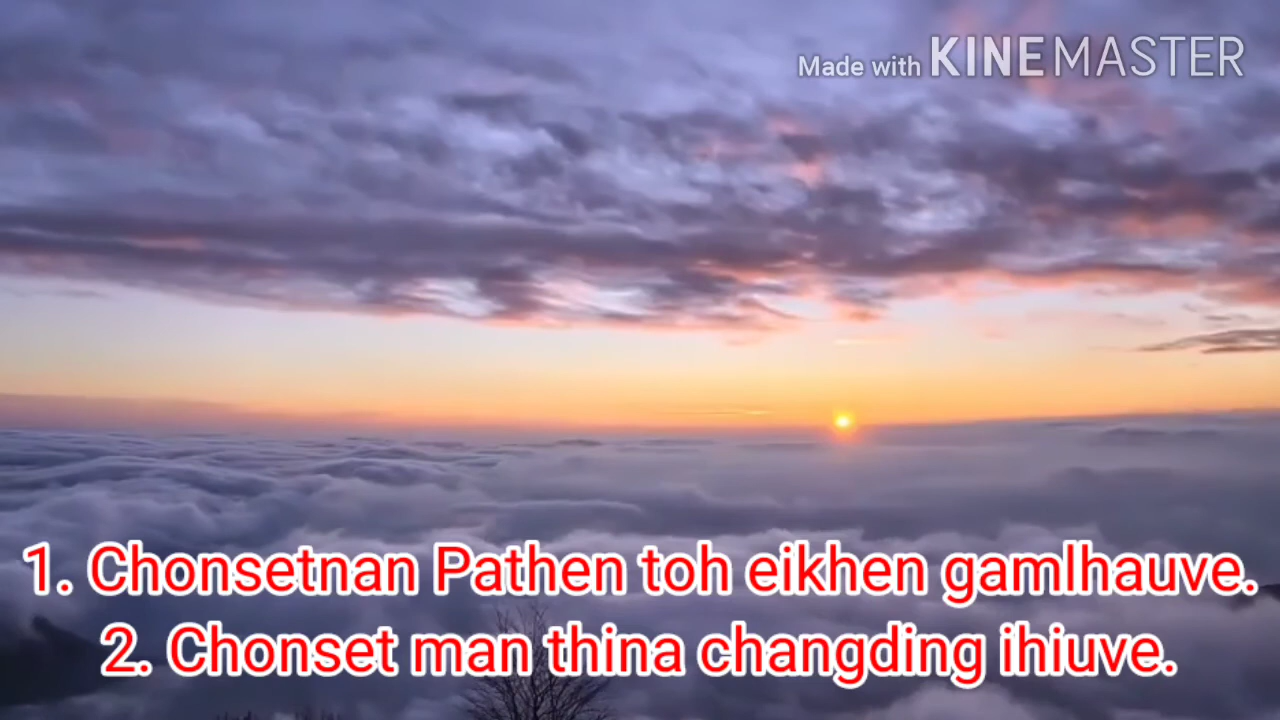 Made with KINEMASTER
1. Chonsetnan Pathen toh eikhen gamlhauve.
2. Chonset man thina changding ihiuve.